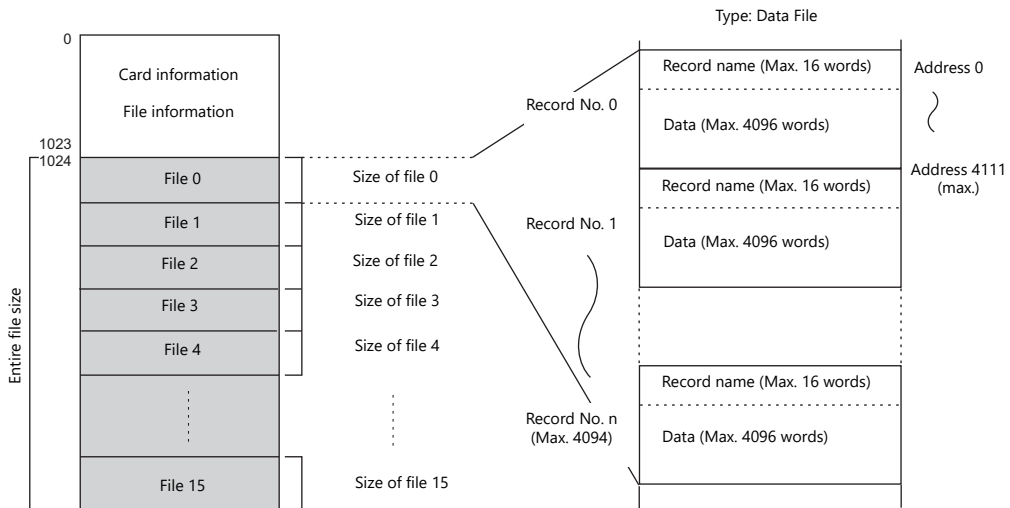 Type: Data File
0
Card information
File information
1023
1024
Entire file size
File 0
File 1
File 2
File 3
File 4
File 15
Size of file 0
Size of file 1
Size of file 2
Size of file 3
Size of file 4
Size of file 15
Record No. 0
Record No. 1
Record No. n
(Max. 4094)
Record name (Max. 16 words)
Data (Max. 4096 words)
Record name (Max. 16 words)
Data (Max. 4096 words)
Record name (Max. 16 words)
Data (Max. 4096 words)
Address 0
Address 4111
(max.)